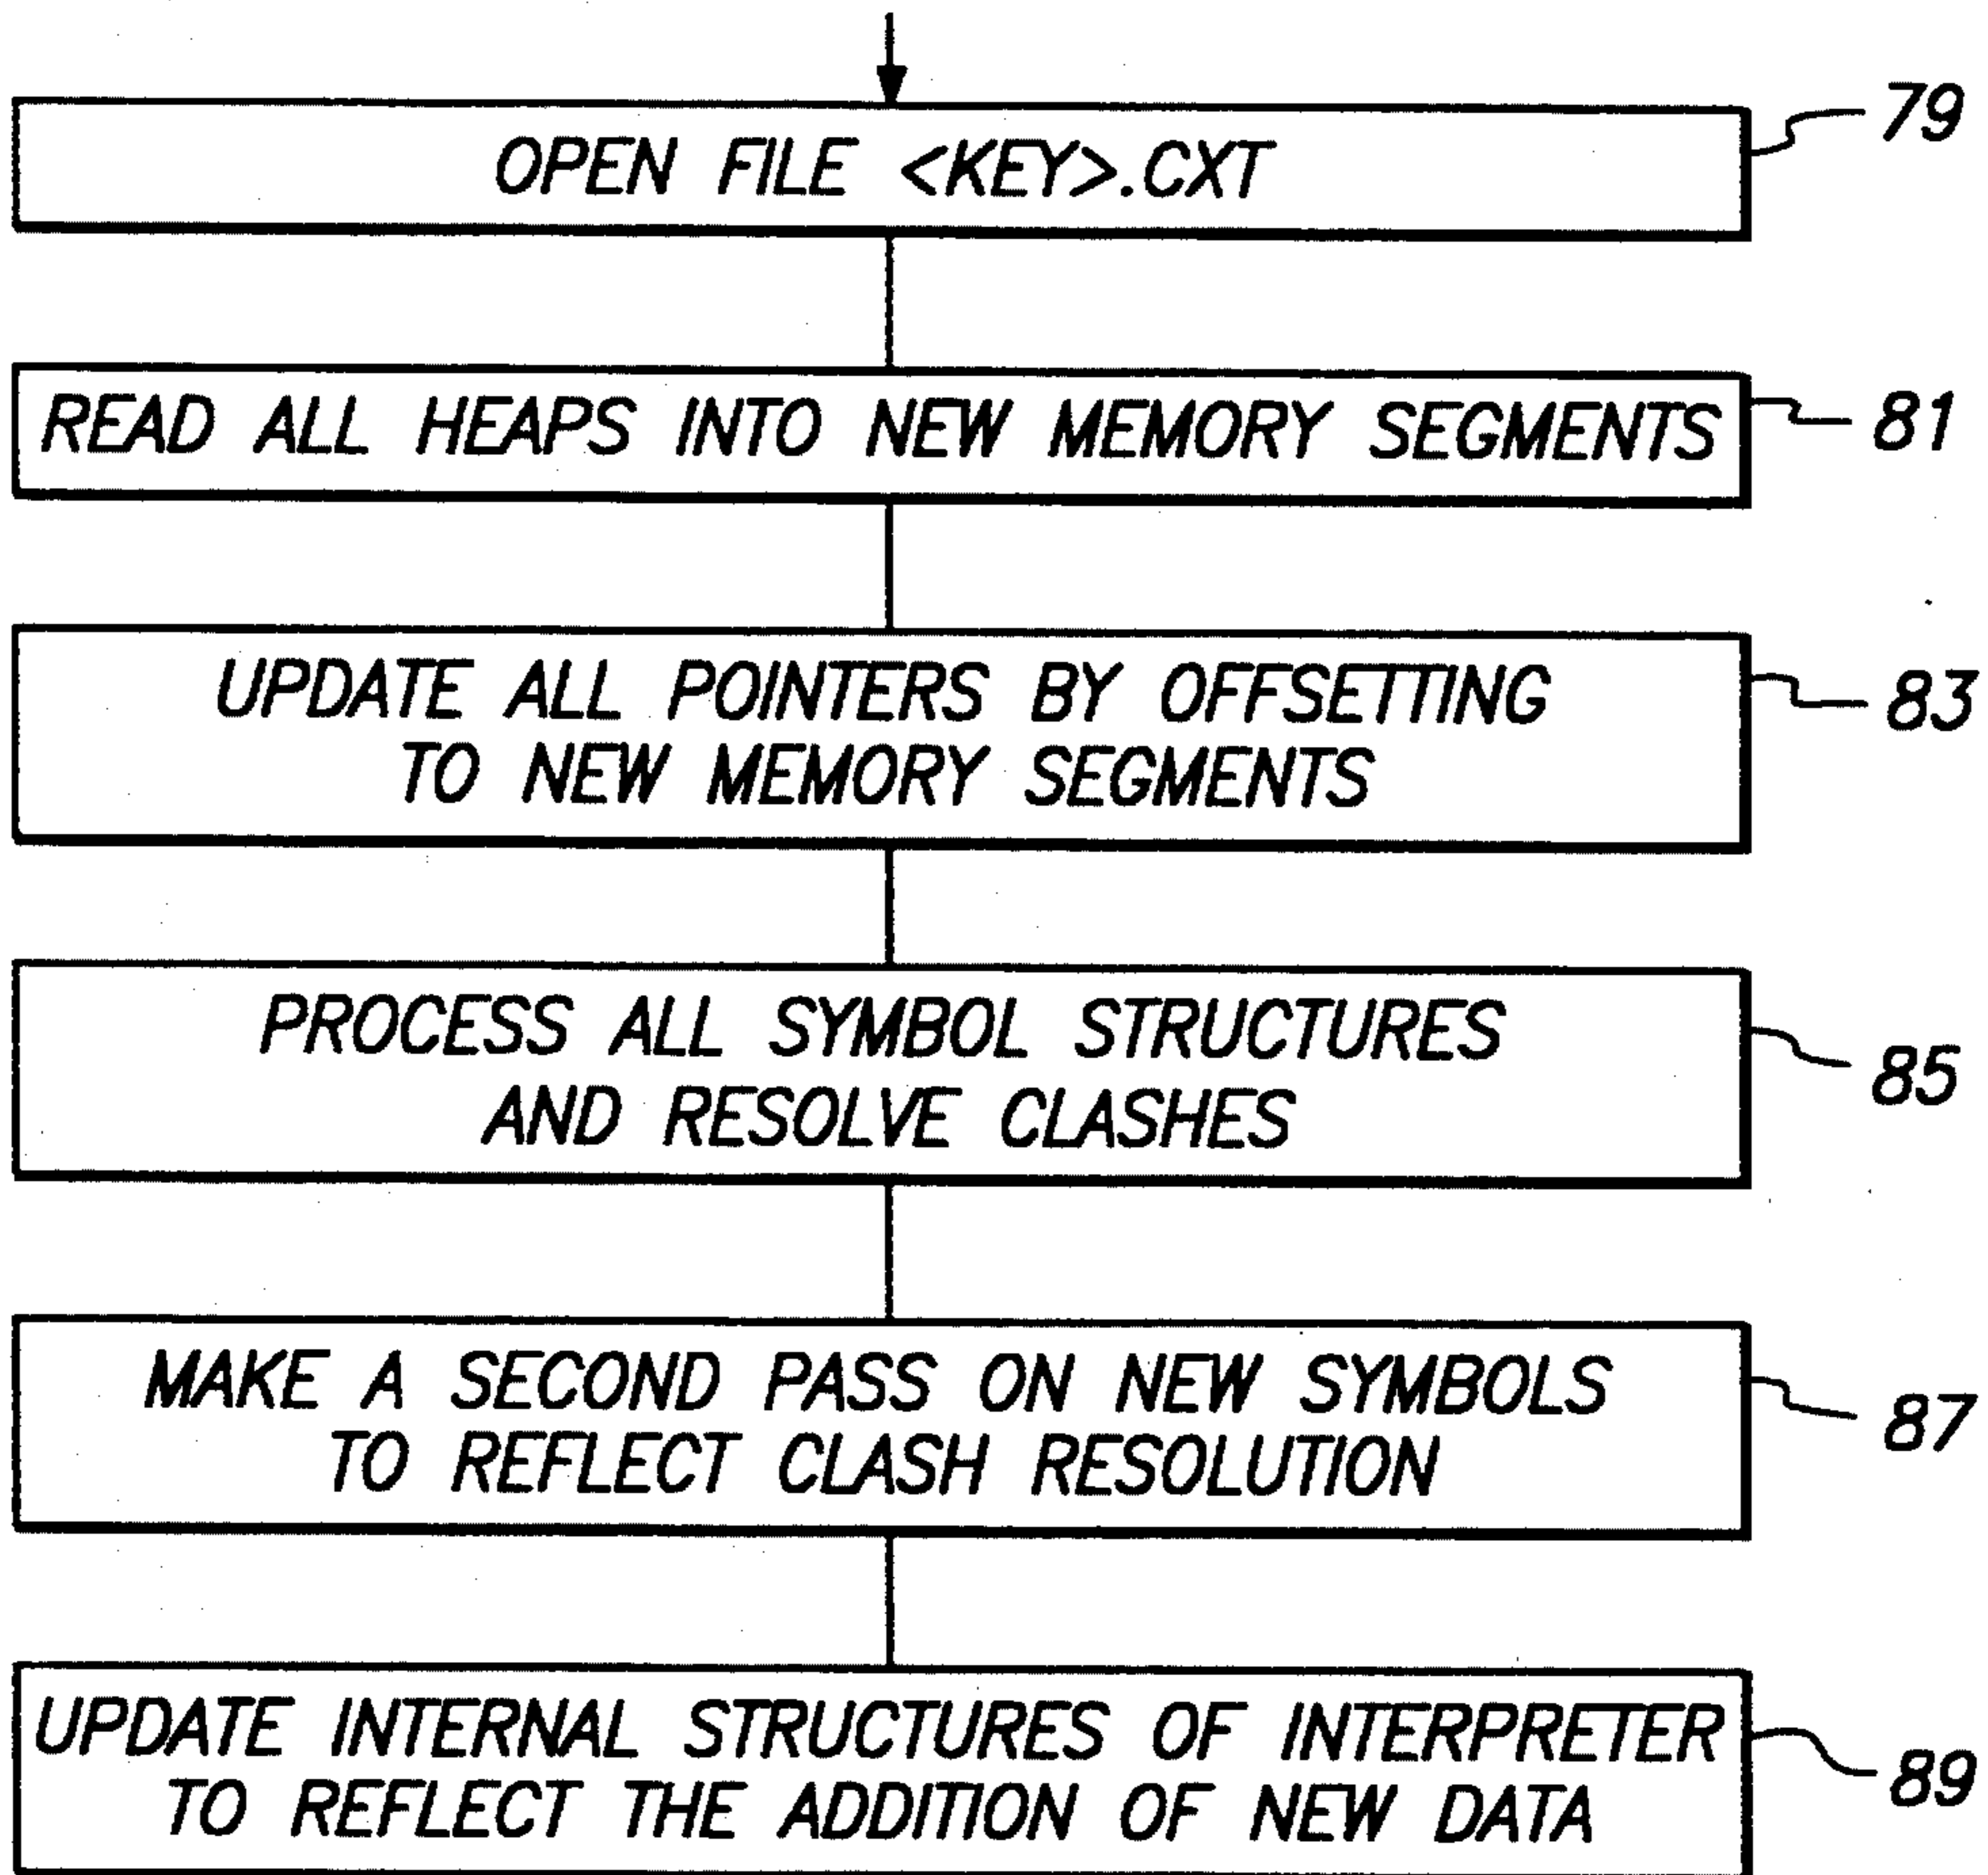 OPEN FILE <KEY>.CXT
79
READ ALL HEAPS INTO NEW MEMORY SEGMENTS
81
UPDATE ALL POINTERS BY OFFSETTING
TO NEW MEMORY SEGMENTS
83
PROCESS ALL SYMBOL STRUCTURES
AND RESOLVE CLASHES
85
MAKE A SECOND PASS ON NEW SYMBOLS
TO REFLECT CLASH RESOLUTION
87
UPDATE INTERNAL STRUCTURES OF INTERPRETER
TO REFLECT THE ADDITION OF NEW DATA
89